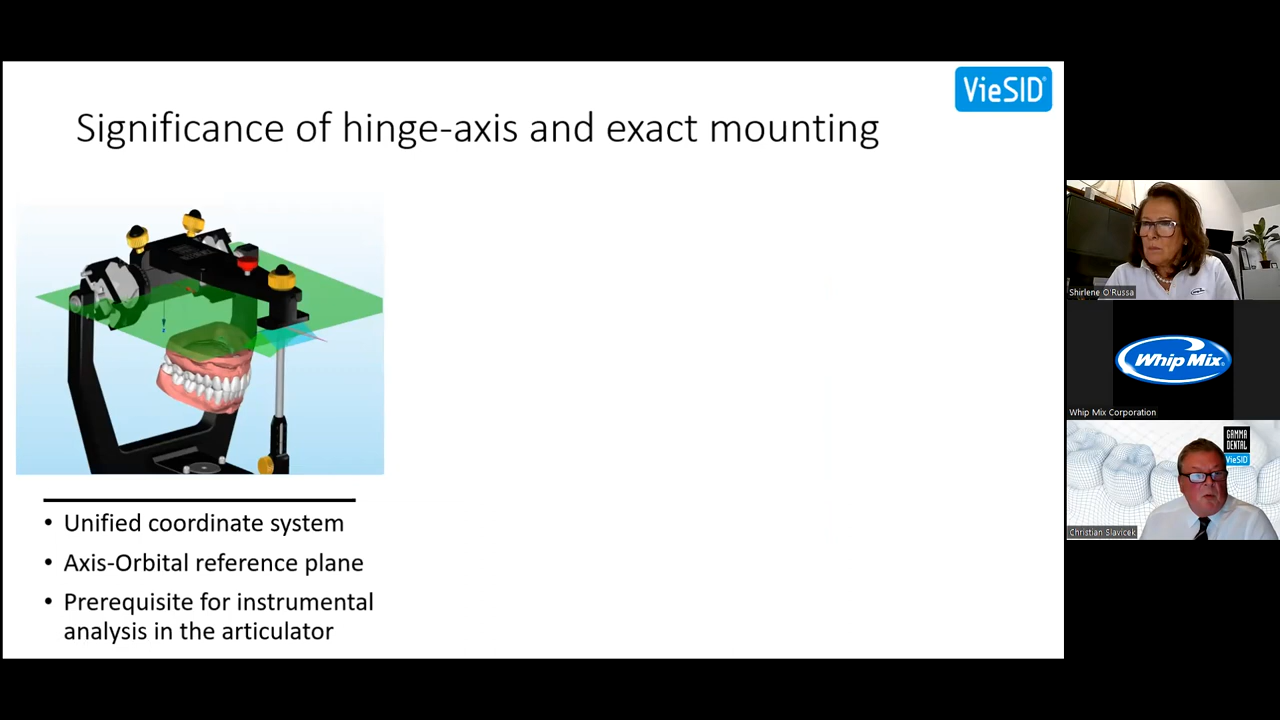 VieSID
Significance of hinge-axis and exact mounting
• Unified coordinate system
• Axis-Orbital reference plane
• Prerequisite for instrumental
analysis in the articulator
Shirlene O'Russa
Whip Mix
Whip Mix Corporation
GAMMA
DENTAL
VieSID
Christian Slavicek